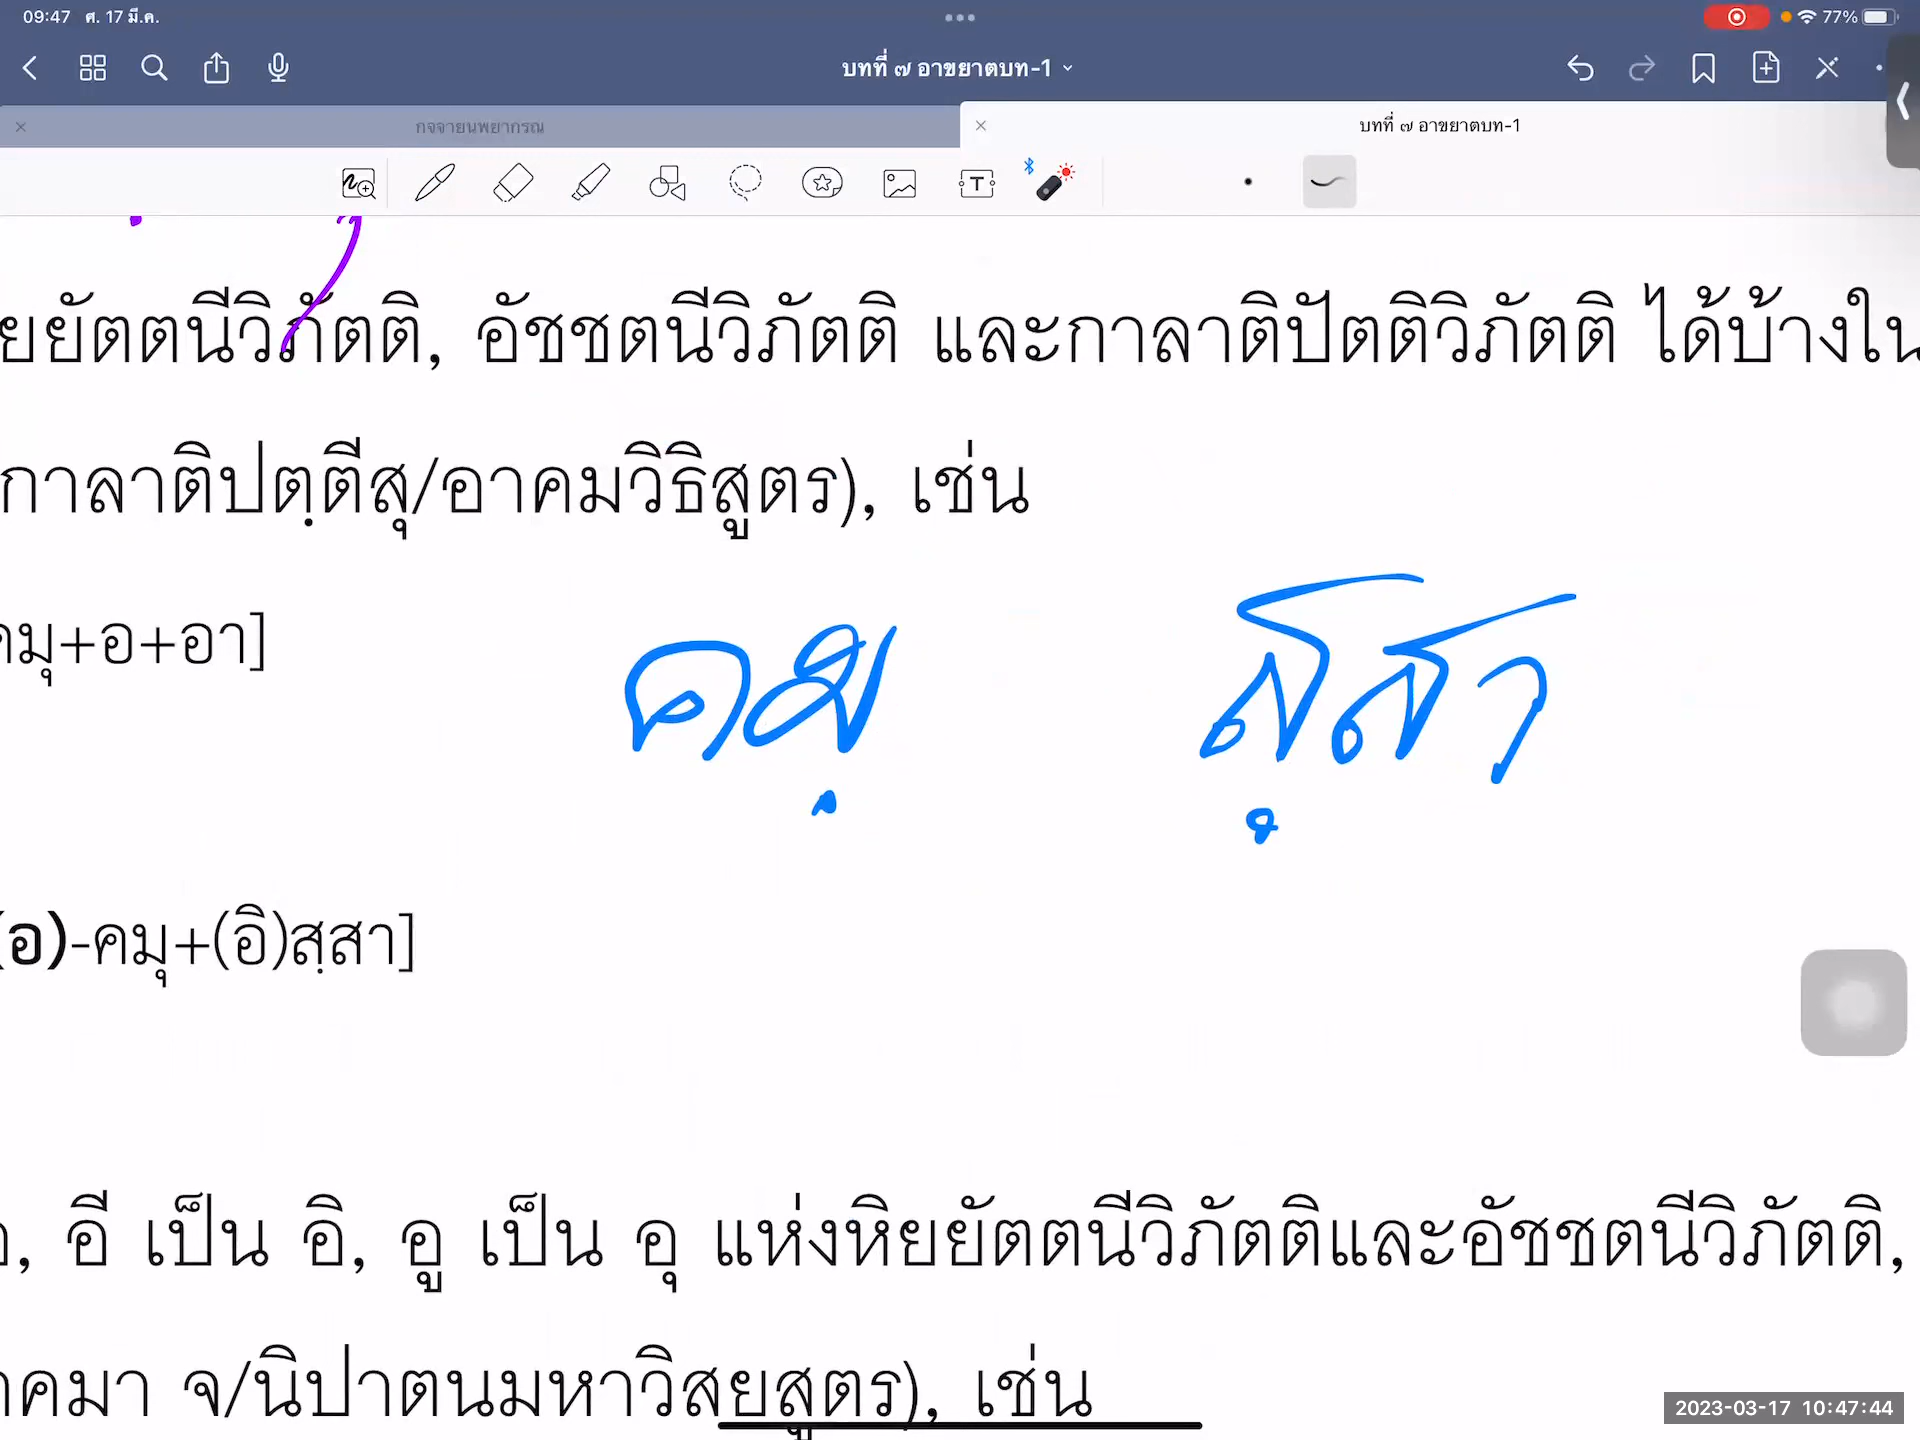 09:47 ศ. 17 มี.ค.
77%
บทที่ ๗ อาขยาตบท-1
กจจายนพยากรณ
บทที่ ๗ อาขยาตบท-1
ยยัตตนีวิภัตติ, อัชชตนีวิภัตติ และกาลาติปัตติวิภัตติ ได้บ้างใน
กาลาติปตฺตีสุ/อาคมวิธิสูตร), เช่น
คมุ+อ+อา]
คมฺ สฺสา
(อ)-คมุ+(อิ)สฺสา]
, อี เป็น อิ, อู เป็น อุ แห่งหิยยัตตนีวิภัตติและอัชชตนีวิภัตติ,
คมา จ/นิปาตนมหาวิสยสูตร), เช่น
2023-03-17 10:47:44